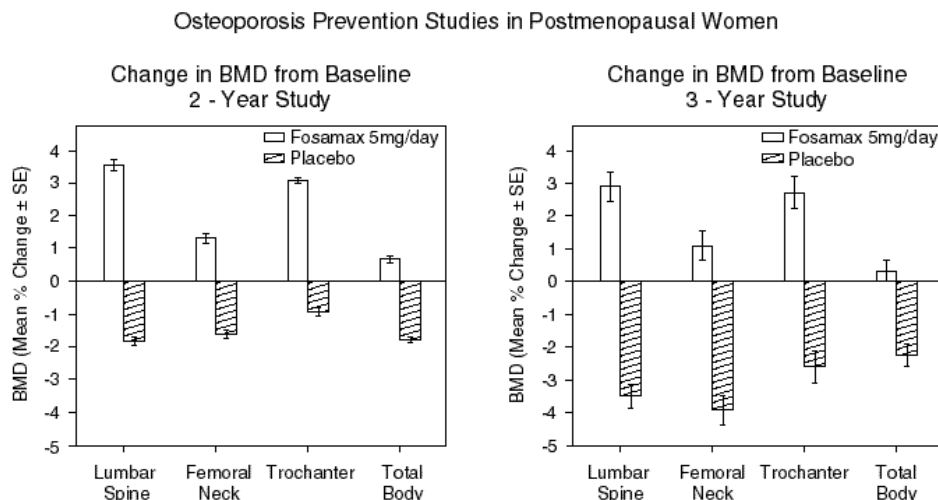 Osteoporosis Prevention Studies in Postmenopausal Women
Change in BMD from Baseline
2 - Year Study
BMD (Mean % Change ± SE)
4
3
2
1
0
-1
-2
-3
-4
-5
Fosamax 5mg/day
Placebo
Lumbar Spine
Femoral Neck
Trochanter
Total Body
Change in BMD from Baseline
3 - Year Study
BMD (Mean % Change ± SE)
4
3
2
1
0
-1
-2
-3
-4
-5
Fosamax 5mg/day
Placebo
Lumbar Spine
Femoral Neck
Trochanter
Total Body